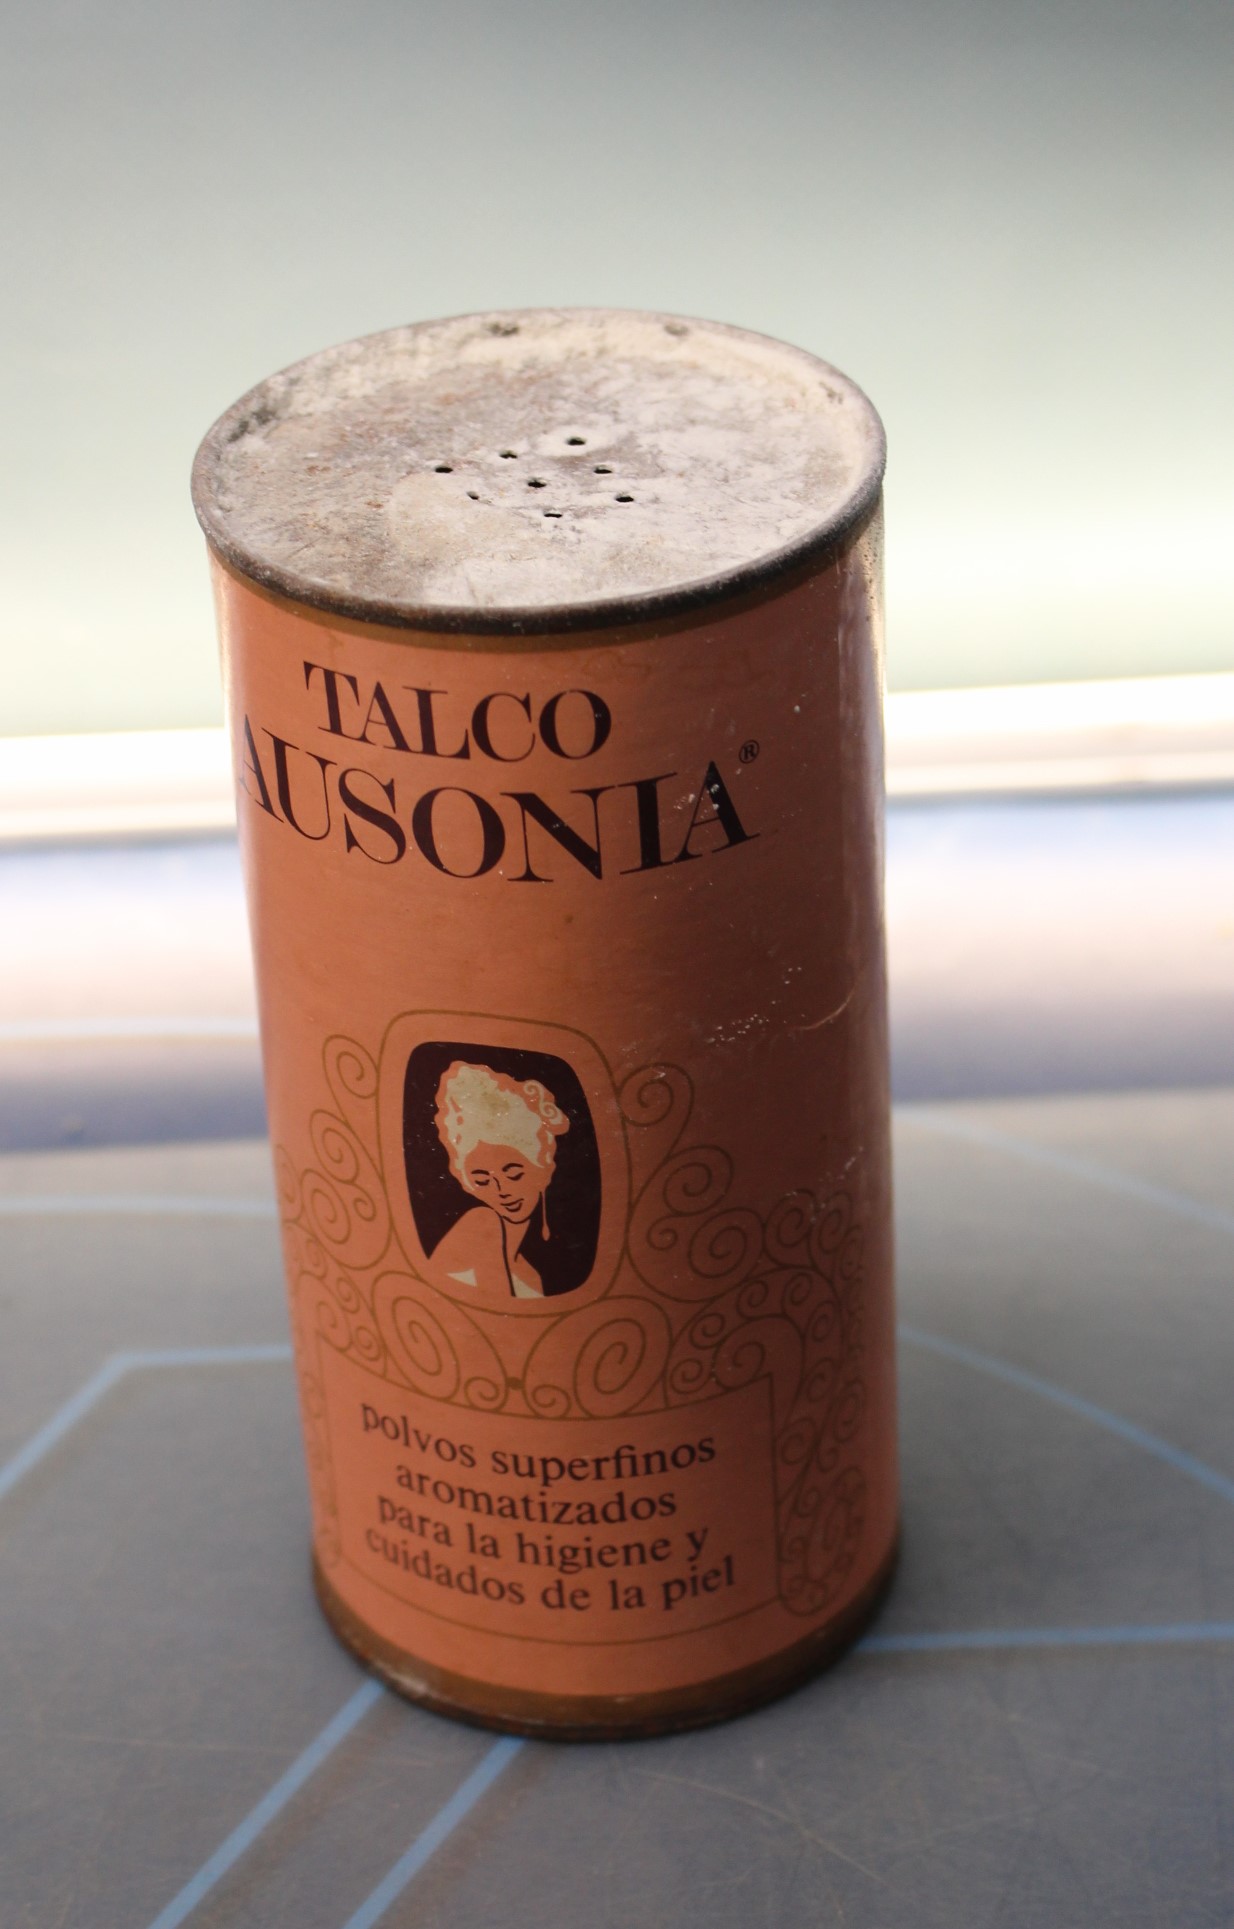 TALCO
AUSONIA®
polvos superfinos
aromatizados
para la higiene y
cuidados de la piel